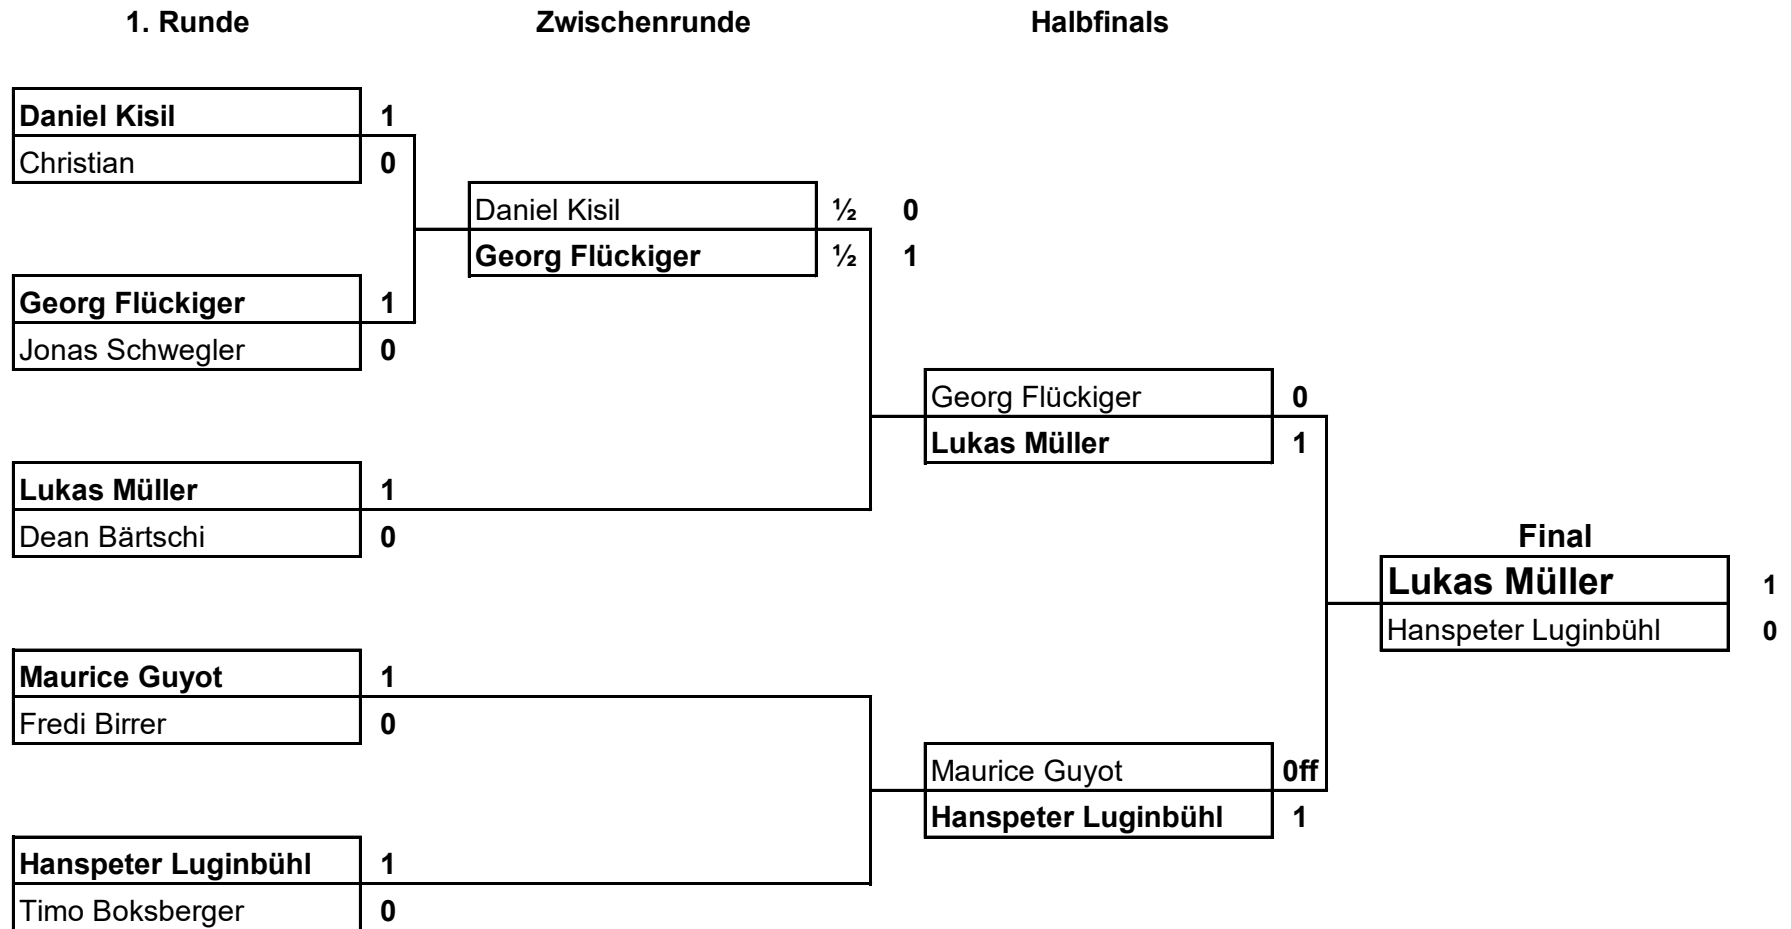 1. Runde Zwischenrunde Halbfinals
Daniel Kisil 1
Christian 0
Daniel Kisil ½ 0
Georg Flückiger ½ 1
Georg Flückiger 1
Jonas Schwegler 0
Georg Flückiger 0
Lukas Müller 1
Lukas Müller 1
Dean Bärtschi 0
Final
Lukas Müller 1
Hanspeter Luginbühl 0
Maurice Guyot 1
Fredi Birrer 0
Maurice Guyot 0ff
Hanspeter Luginbühl 1
Hanspeter Luginbühl 1
Timo Boksberger 0